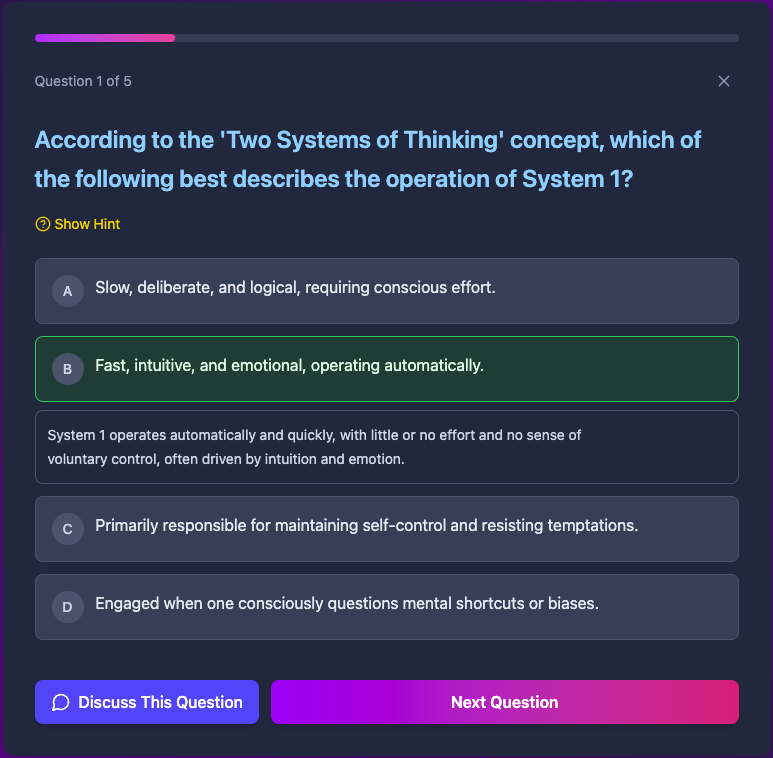 Question 1 of 5
According to the 'Two Systems of Thinking' concept, which of
the following best describes the operation of System 1?
Show Hint
A
Slow, deliberate, and logical, requiring conscious effort.
B
Fast, intuitive, and emotional, operating automatically.
System 1 operates automatically and quickly, with little or no effort and no sense of
voluntary control, often driven by intuition and emotion.
C
Primarily responsible for maintaining self-control and resisting temptations.
D
Engaged when one consciously questions mental shortcuts or biases.
Discuss This Question
Next Question